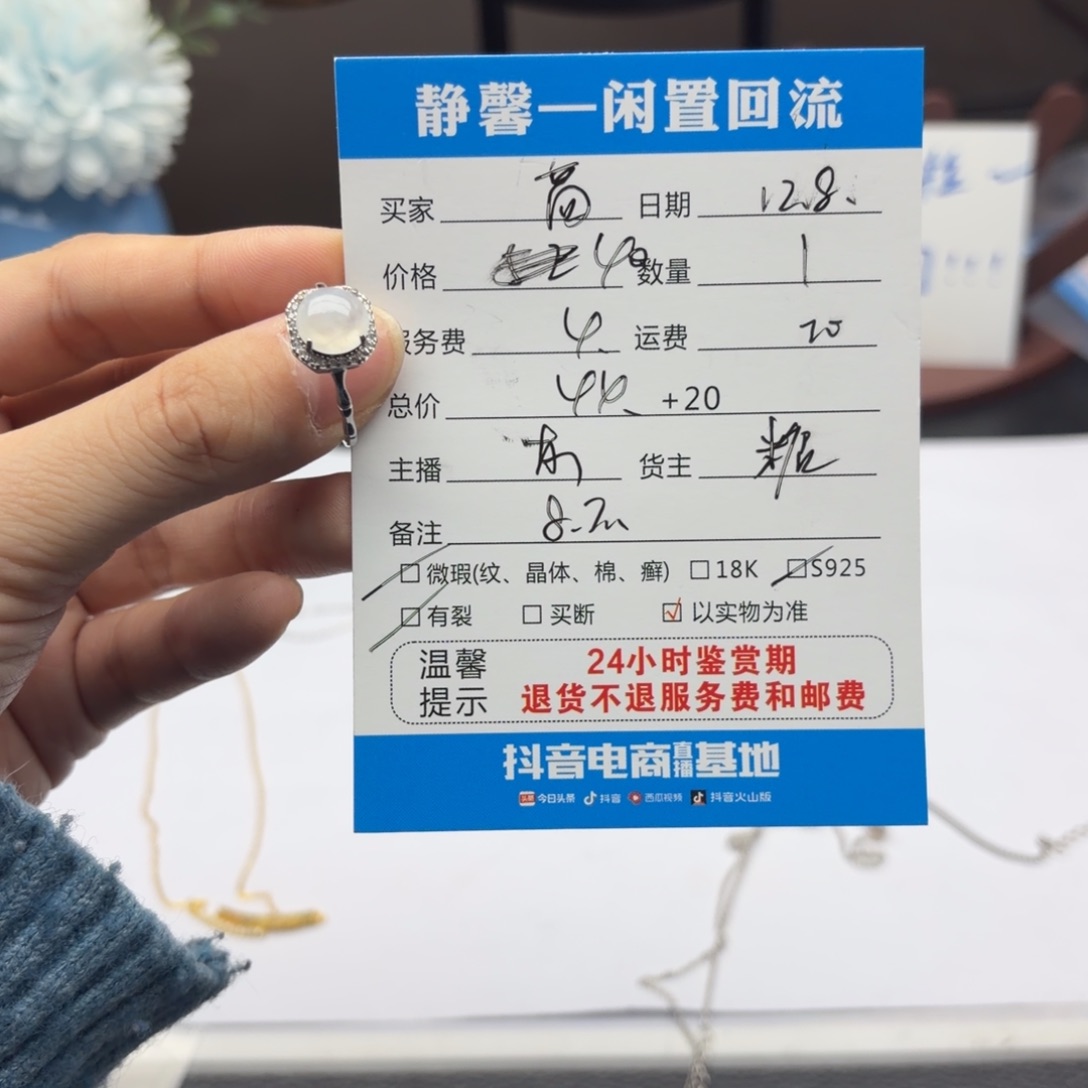 静馨一闲置回流
买家 日期 12.8.
价格 40 数量 1
服务费 4. 运费 20
总价 44. +20
主播 货主 糖
备注
微瑕(纹、晶体、棉、癣) 18K S925
有裂 买断 以实物为准
温馨提示 24小时鉴赏期
退货不退服务费和邮费
抖音电商直播基地
头条 今日头条 抖音 西瓜视频 抖音火山版